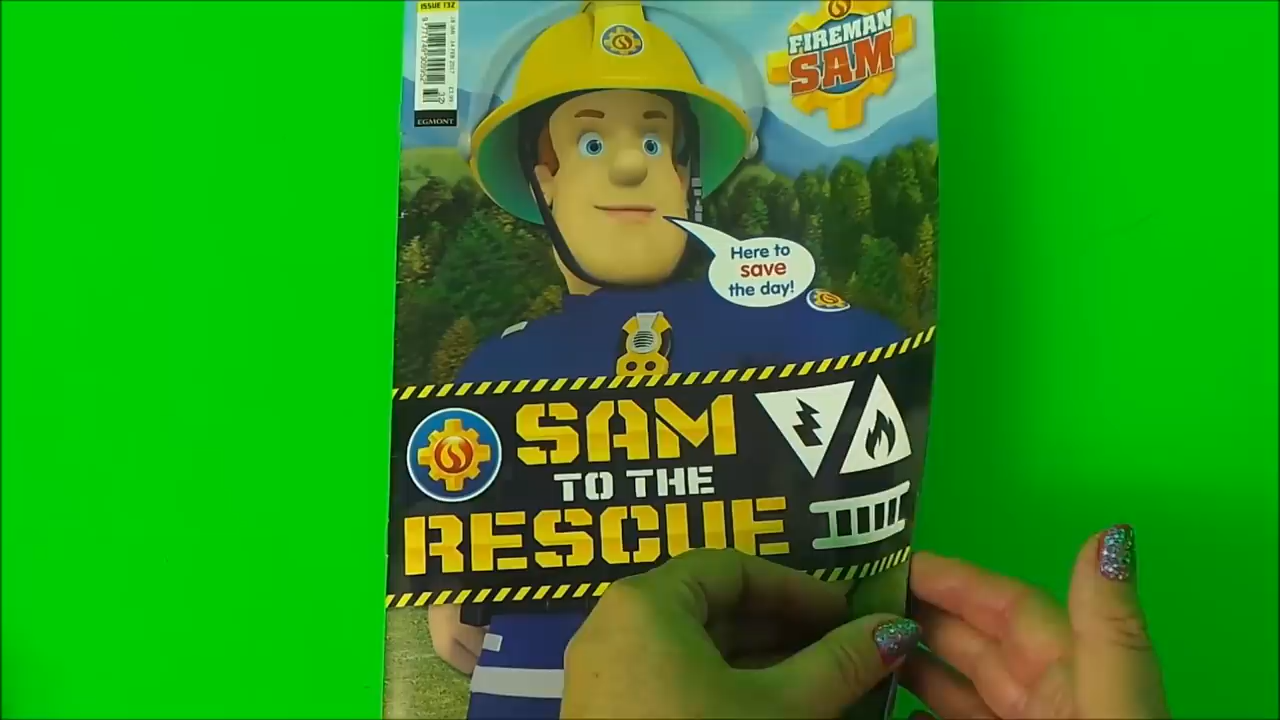 ISSUE 132
EGMONT
FIREMAN
SAM
Here to
save
the day!
SAM
TO THE
RESCUE